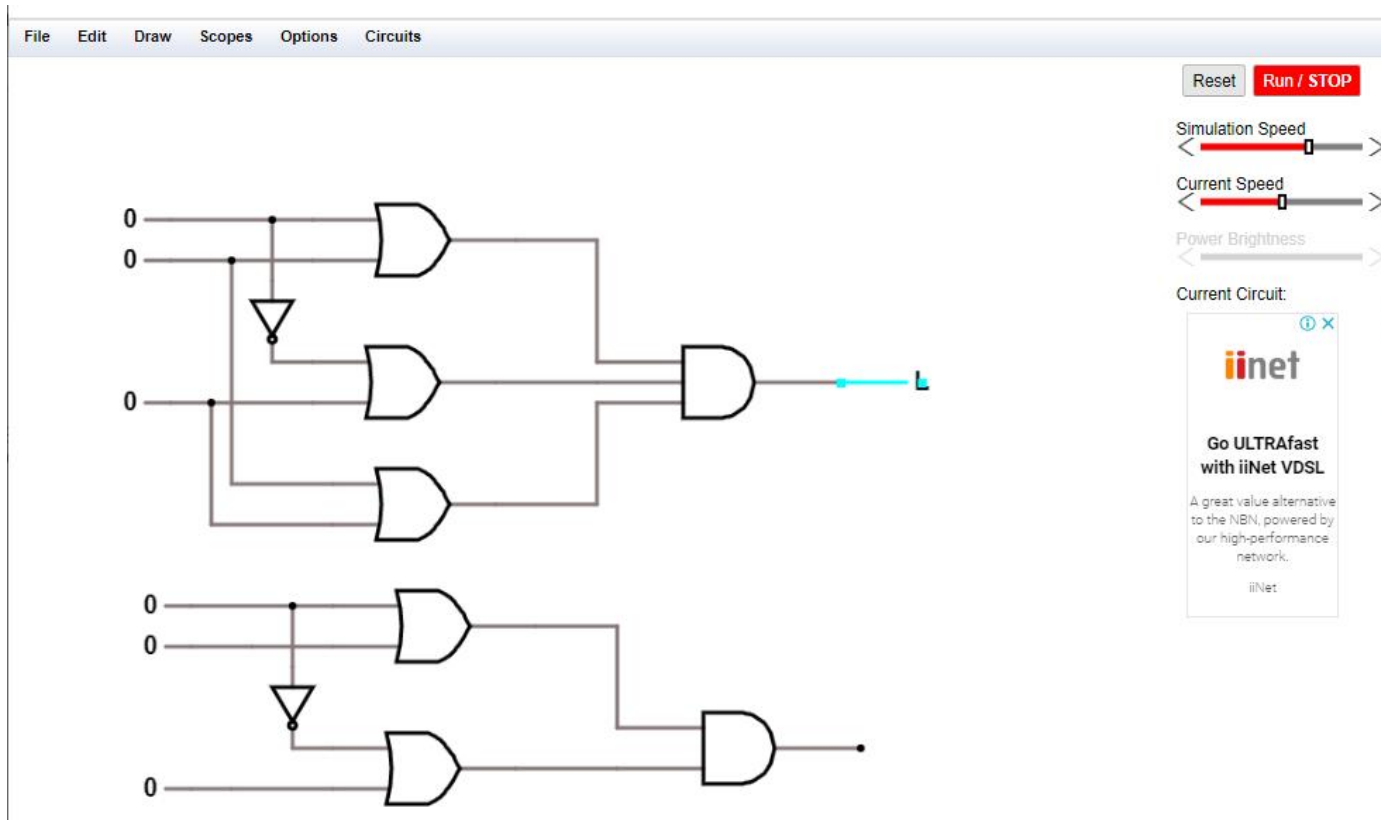 File Edit Draw Scopes Options Circuits
Reset Run / STOP
Simulation Speed
Current Speed
Power Brightness
Current Circuit:
iinet
Go ULTRAfast
with iiNet VDSL
A great value alternative
to the NBN, powered by
our high-performance
network.
iiNet
0
0
0
L
0
0
0